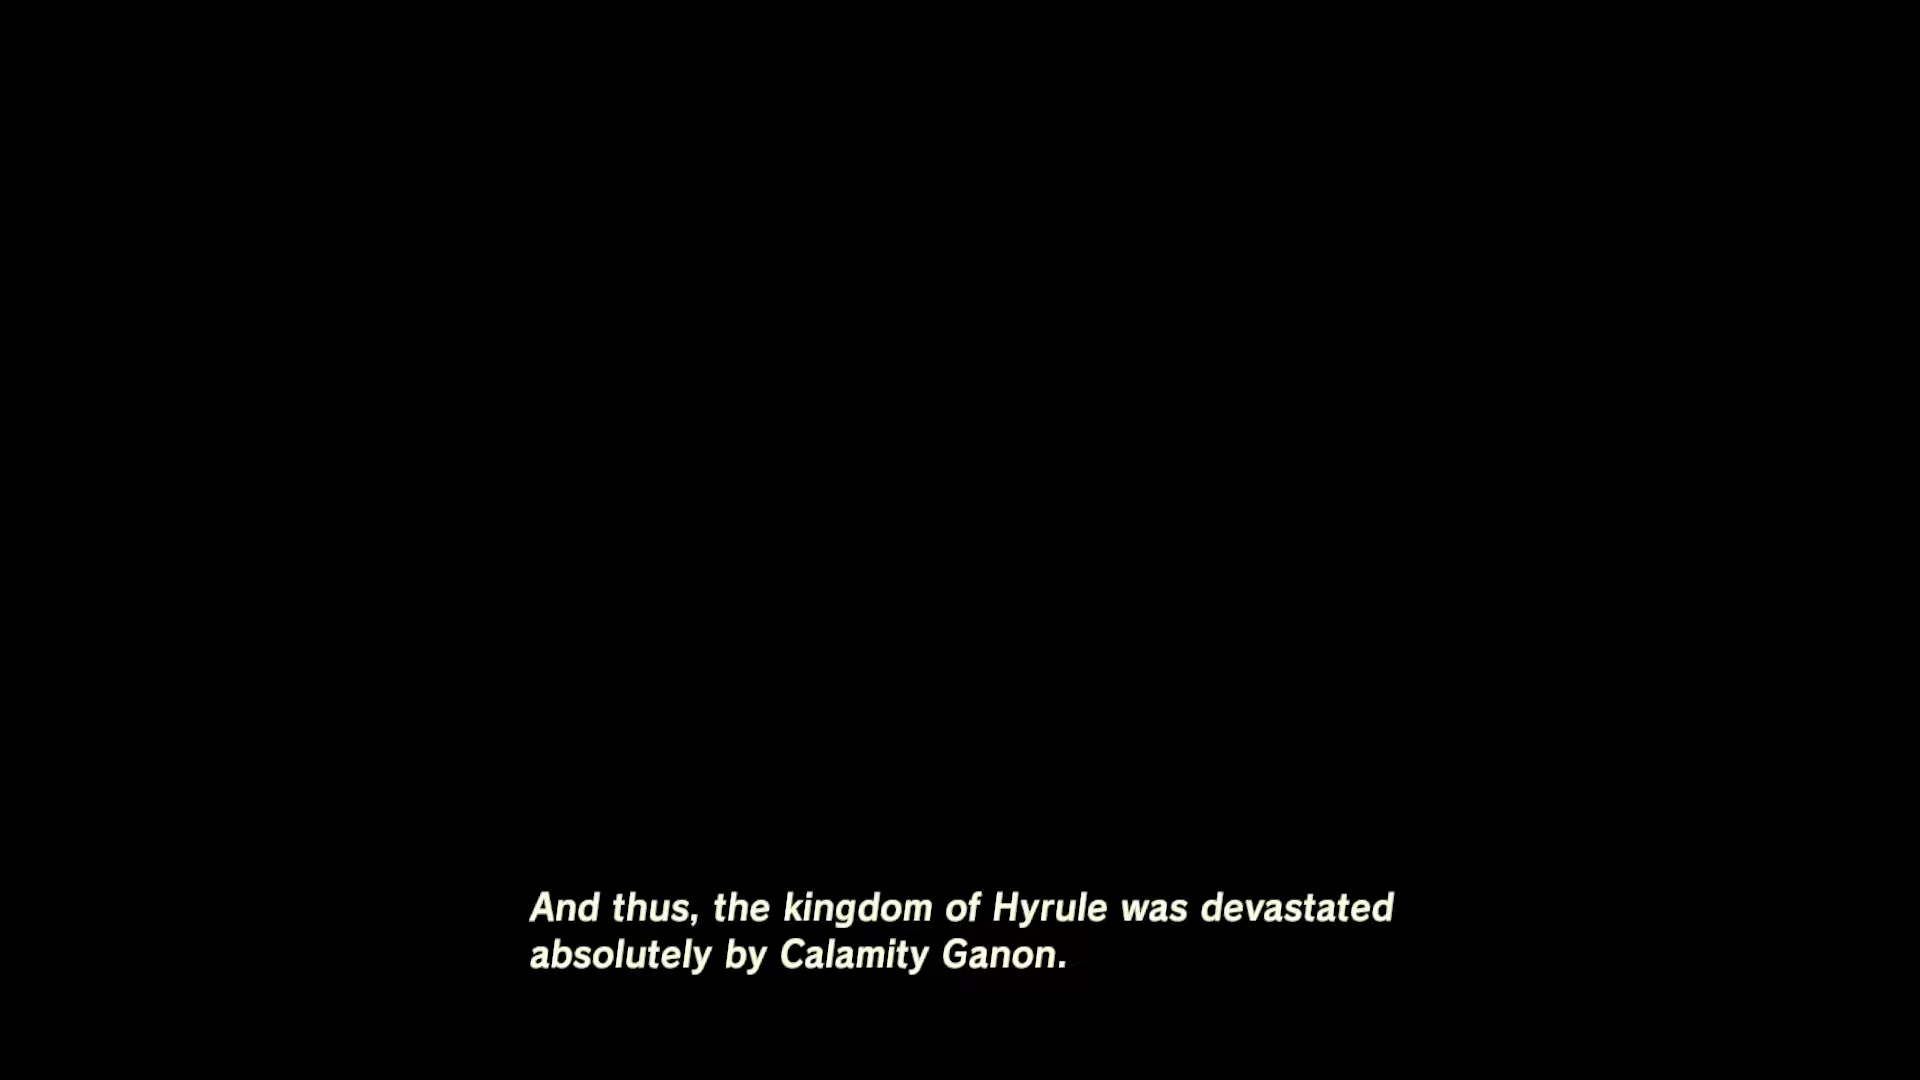 And thus, the kingdom of Hyrule was devastated
absolutely by Calamity Ganon.